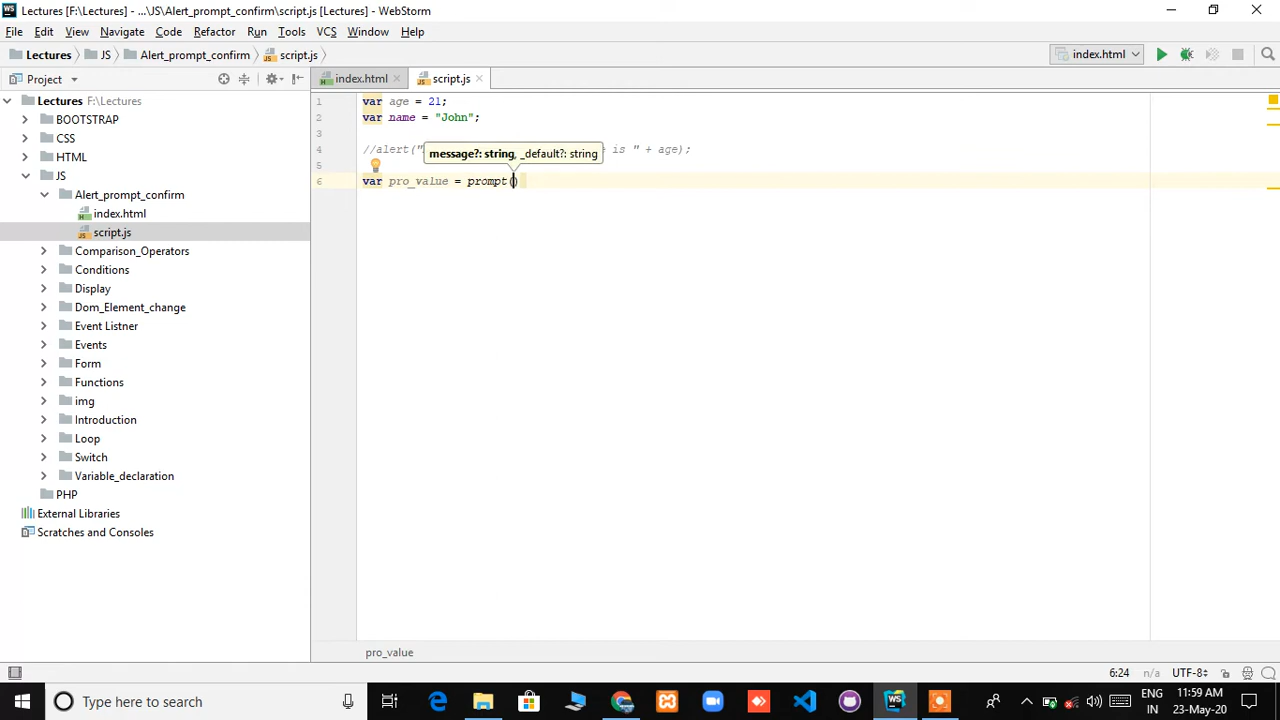 Lectures [F:\Lectures] - ...\JS\Alert_prompt_confirm\script.js [Lectures] - WebStorm
File Edit View Navigate Code Refactor Run Tools VCS Window Help
Lectures JS Alert_prompt_confirm script.js index.html
Project index.html script.js
Lectures F:\Lectures
BOOTSTRAP
CSS
HTML
JS
Alert_prompt_confirm
index.html
script.js
Comparison_Operators
Conditions
Display
Dom_Element_change
Event Listner
Events
Form
Functions
img
Introduction
Loop
Switch
Variable_declaration
PHP
External Libraries
Scratches and Consoles
1 var age = 21;
2 var name = "John";
3
4 //alert(" is " + age);
message?: string, _default?: string
5
6 var pro_value = prompt()
pro_value
6:24 n/a UTF-8
Type here to search
ENG
IN
11:59 AM
23-May-20